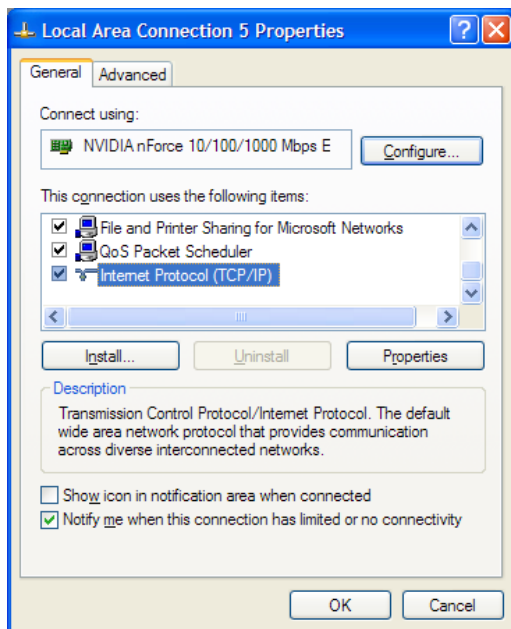 Local Area Connection 5 Properties
General Advanced
Connect using:
NVIDIA nForce 10/100/1000 Mbps E
Configure...
This connection uses the following items:
File and Printer Sharing for Microsoft Networks
QoS Packet Scheduler
Internet Protocol (TCP/IP)
Install... Uninstall Properties
Description
Transmission Control Protocol/Internet Protocol. The default
wide area network protocol that provides communication
across diverse interconnected networks.
Show icon in notification area when connected
Notify me when this connection has limited or no connectivity
OK Cancel